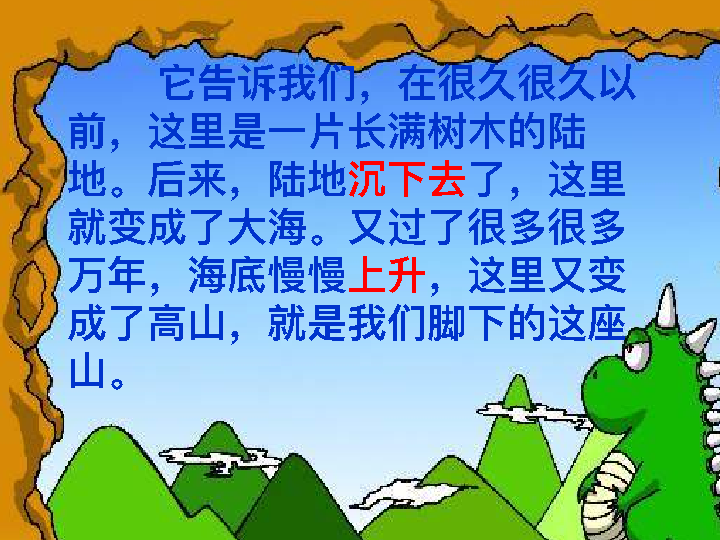 它告诉我们，在很久很久以
前，这里是一片长满树木的陆
地。后来，陆地沉下去了，这里
就变成了大海。又过了很多很多
万年，海底慢慢上升，这里又变
成了高山，就是我们脚下的这座
山。